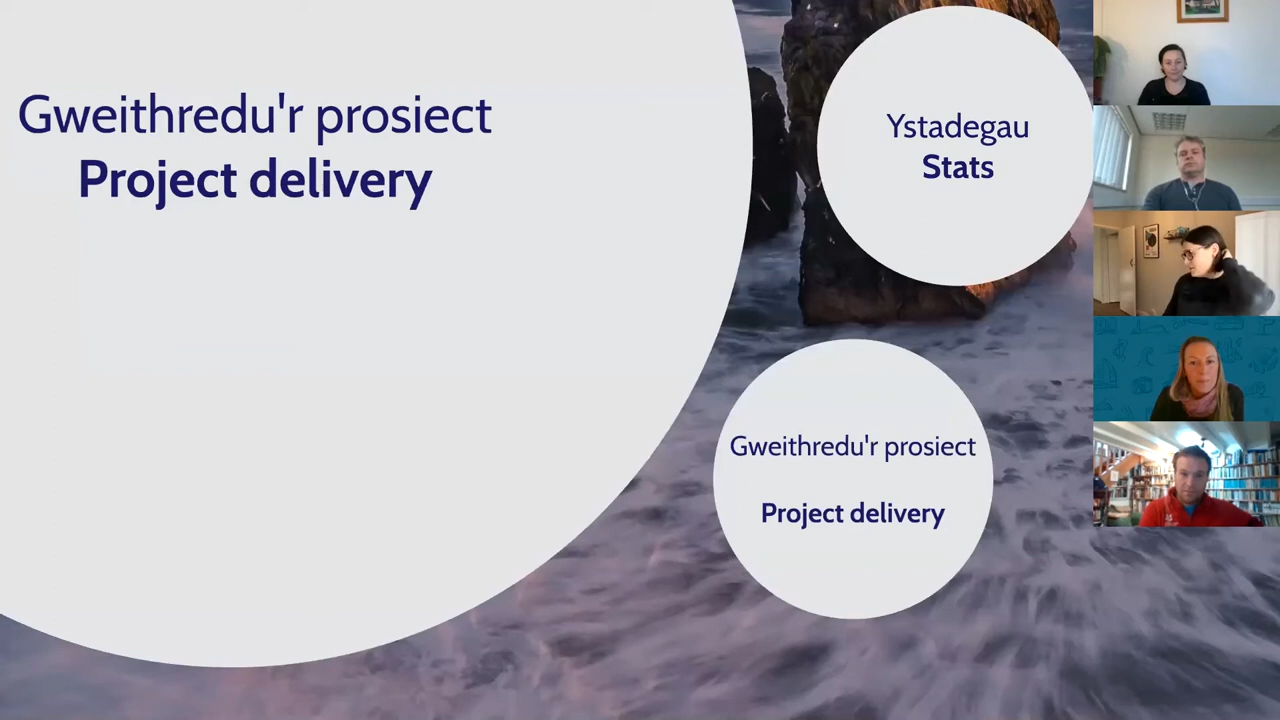 Gweithredu'r prosiect
Project delivery
Ystadegau
Stats
Gweithredu'r prosiect
Project delivery